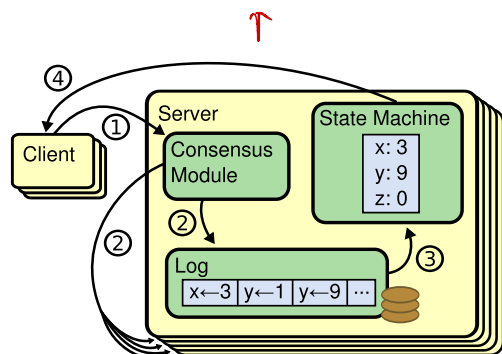 ④
①
Server
State Machine
Client
Consensus
Module
x: 3
y: 9
z: 0
②
②
③
Log
x←3 y←1 y←9 ...